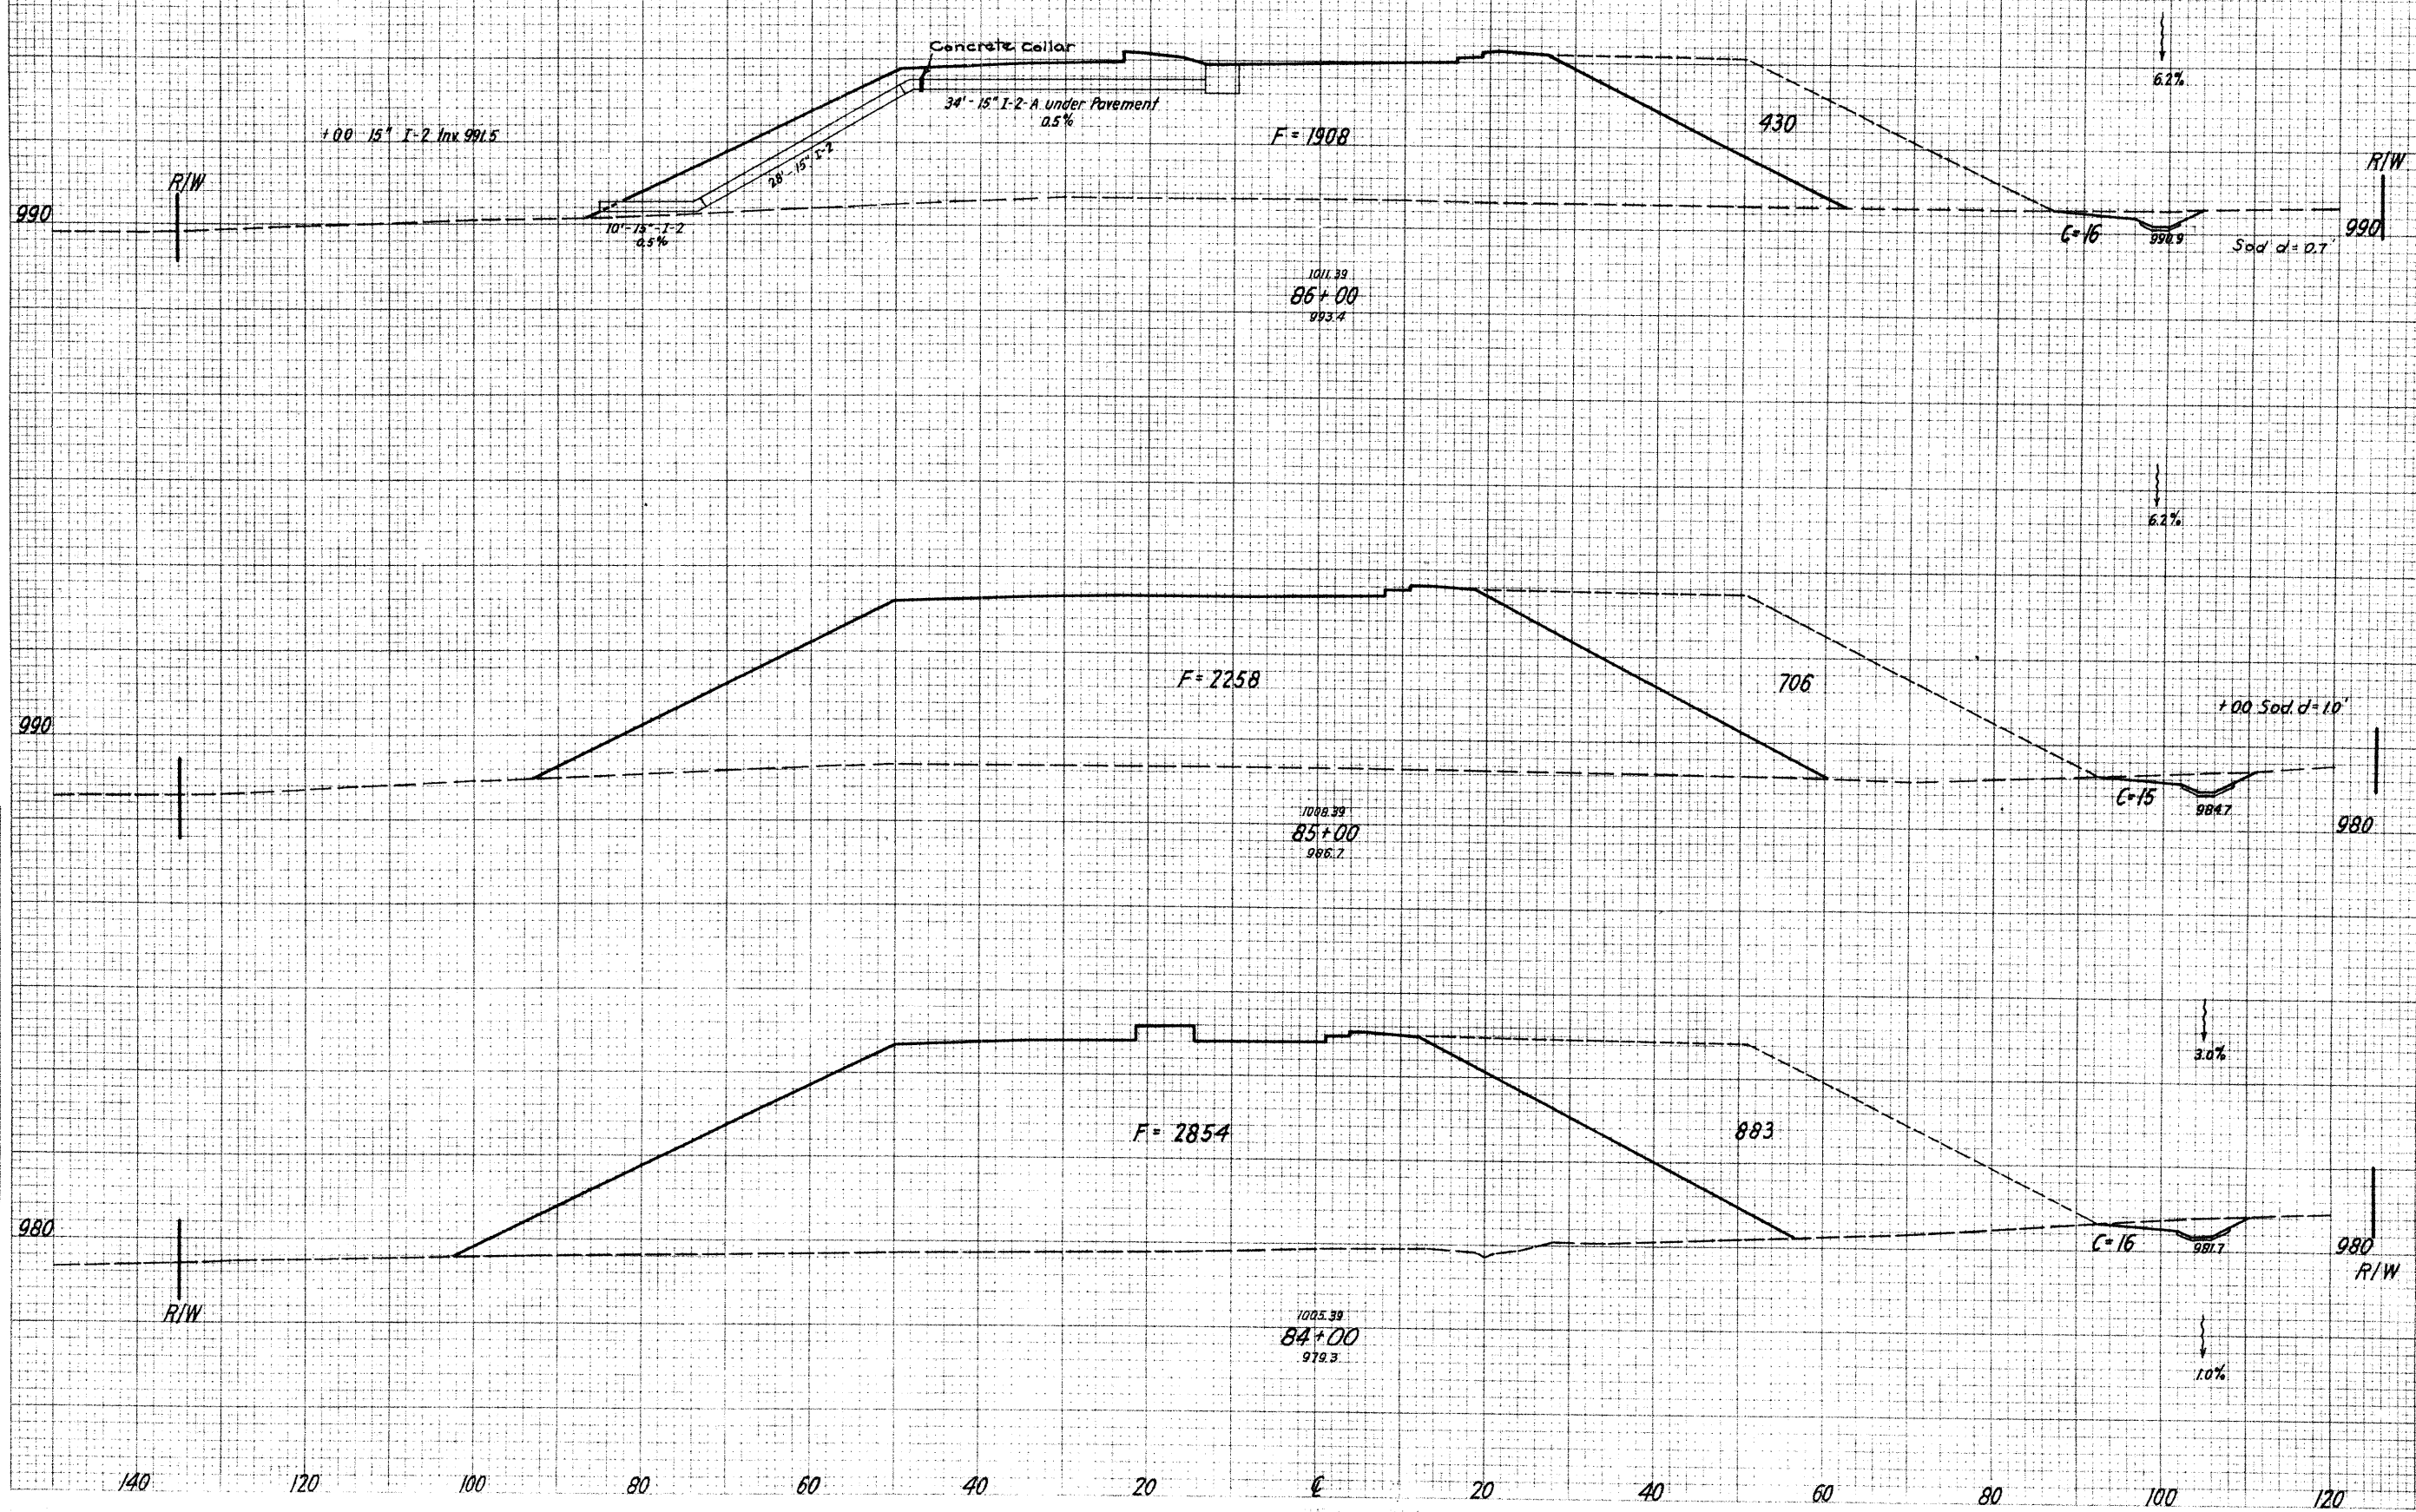 Concrete Collar
6.2%
34'-15" I-2-A under Pavement
0.5%
+00 15" I-2 Inv. 991.5
F = 1908
430
28'-15" I-2
R/W
R/W
990
10'-15"-I-2
0.5%
C=16
990.9
990
Sod d=0.7'
1011.39
86+00
993.4
6.2%
F = 2258
706
+00 Sod. d=1.0'
990
C=15
984.7
980
1008.39
85+00
986.7
3.0%
F = 2854
883
980
C=16
981.7
980
R/W
R/W
1005.39
84+00
979.3
1.0%
140 120 100 80 60 40 20 ℄ 20 40 60 80 100 120